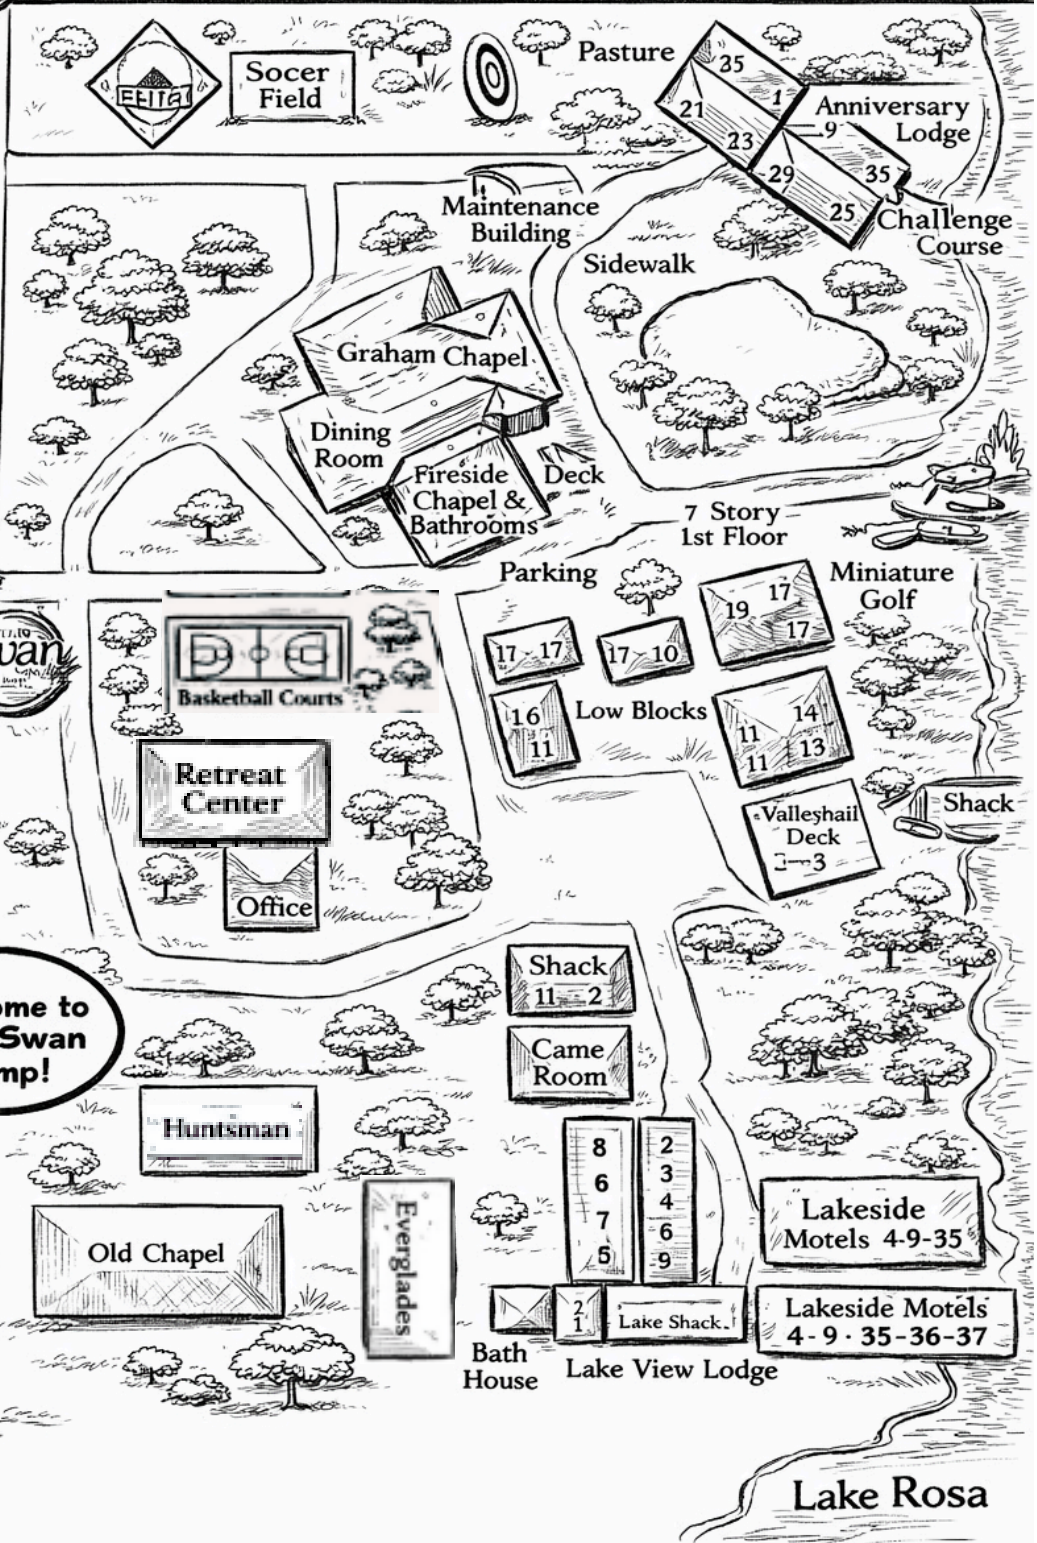 Socer
Field
Pasture
35
21
1
23
Anniversary
Lodge
9
29
35
25
Challenge
Course
Maintenance
Building
Sidewalk
Graham Chapel
Dining
Room
Fireside
Chapel &
Bathrooms
Deck
7 Story
1st Floor
Parking
Miniature
Golf
17 - 17
17 - 10
19
17
17
Basketball Courts
16
11
Low Blocks
14
11
13
11
Retreat
Center
Office
Valleshail
Deck
3
Shack
Shack
11 - 2
Came
Room
ome to
Swan
mp!
Huntsman
Old Chapel
Everglades
8
6
7
5
2
3
4
6
9
Lakeside
Motels 4-9-35
2
1
Lake Shack
Lakeside Motels
4 - 9 · 35-36-37
Bath
House
Lake View Lodge
Lake Rosa